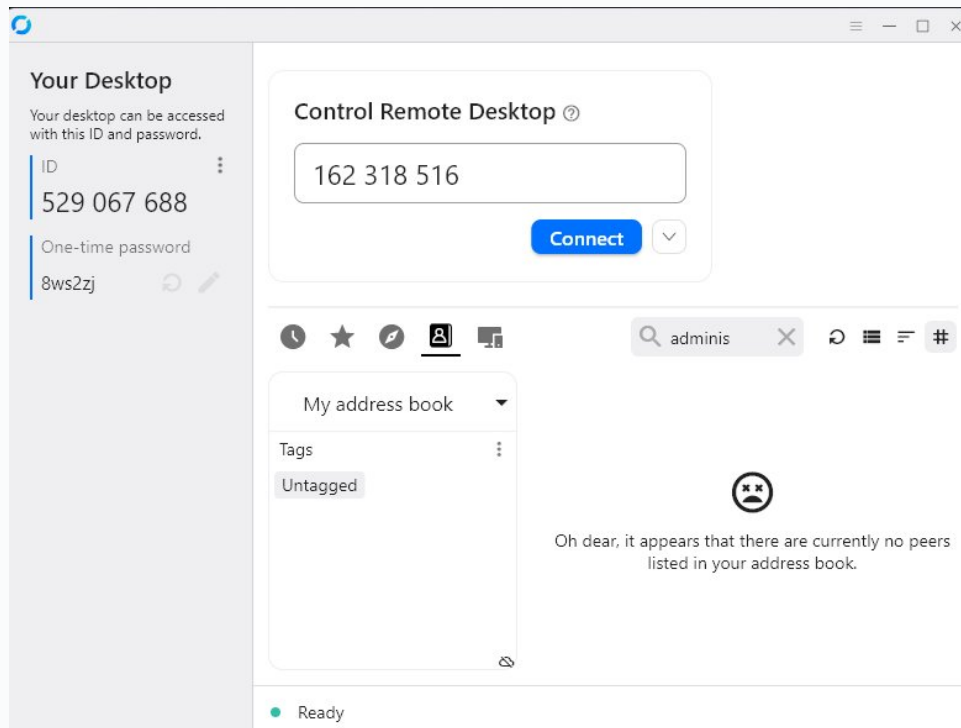 Your Desktop
Your desktop can be accessed
with this ID and password.
ID
529 067 688
One-time password
8ws2zj
Control Remote Desktop
162 318 516
Connect
adminis
My address book
Tags
Untagged
Oh dear, it appears that there are currently no peers
listed in your address book.
Ready